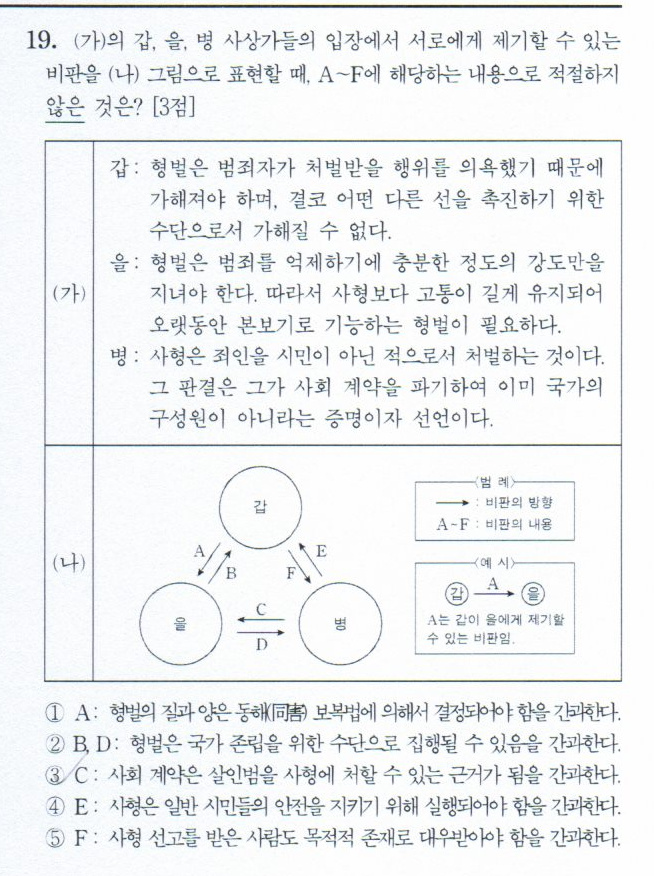 19. (가)의 갑, 을, 병 사상가들의 입장에서 서로에게 제기할 수 있는
비판을 (나) 그림으로 표현할 때, A~F에 해당하는 내용으로 적절하지
않은 것은? [3점]
(가)
갑 : 형벌은 범죄자가 처벌받을 행위를 의욕했기 때문에
가해져야 하며, 결코 어떤 다른 선을 촉진하기 위한
수단으로서 가해질 수 없다.
을 : 형벌은 범죄를 억제하기에 충분한 정도의 강도만을
지녀야 한다. 따라서 사형보다 고통이 길게 유지되어
오랫동안 본보기로 기능하는 형벌이 필요하다.
병 : 사형은 죄인을 시민이 아닌 적으로서 처벌하는 것이다.
그 판결은 그가 사회 계약을 파기하여 이미 국가의
구성원이 아니라는 증명이자 선언이다.
(나)
갑
A
B
E
F
을
C
D
병
<범 례>
: 비판의 방향
A~F : 비판의 내용
<예 시>
갑 A 을
A는 갑이 을에게 제기할
수 있는 비판임.
① A : 형벌의 질과 양은 동해(同害) 보복법에 의해서 결정되어야 함을 간과한다.
② B, D : 형벌은 국가 존립을 위한 수단으로 집행될 수 있음을 간과한다.
③ C : 사회 계약은 살인범을 사형에 처할 수 있는 근거가 됨을 간과한다.
④ E : 사형은 일반 시민들의 안전을 지키기 위해 실행되어야 함을 간과한다.
⑤ F : 사형 선고를 받은 사람도 목적적 존재로 대우받아야 함을 간과한다.